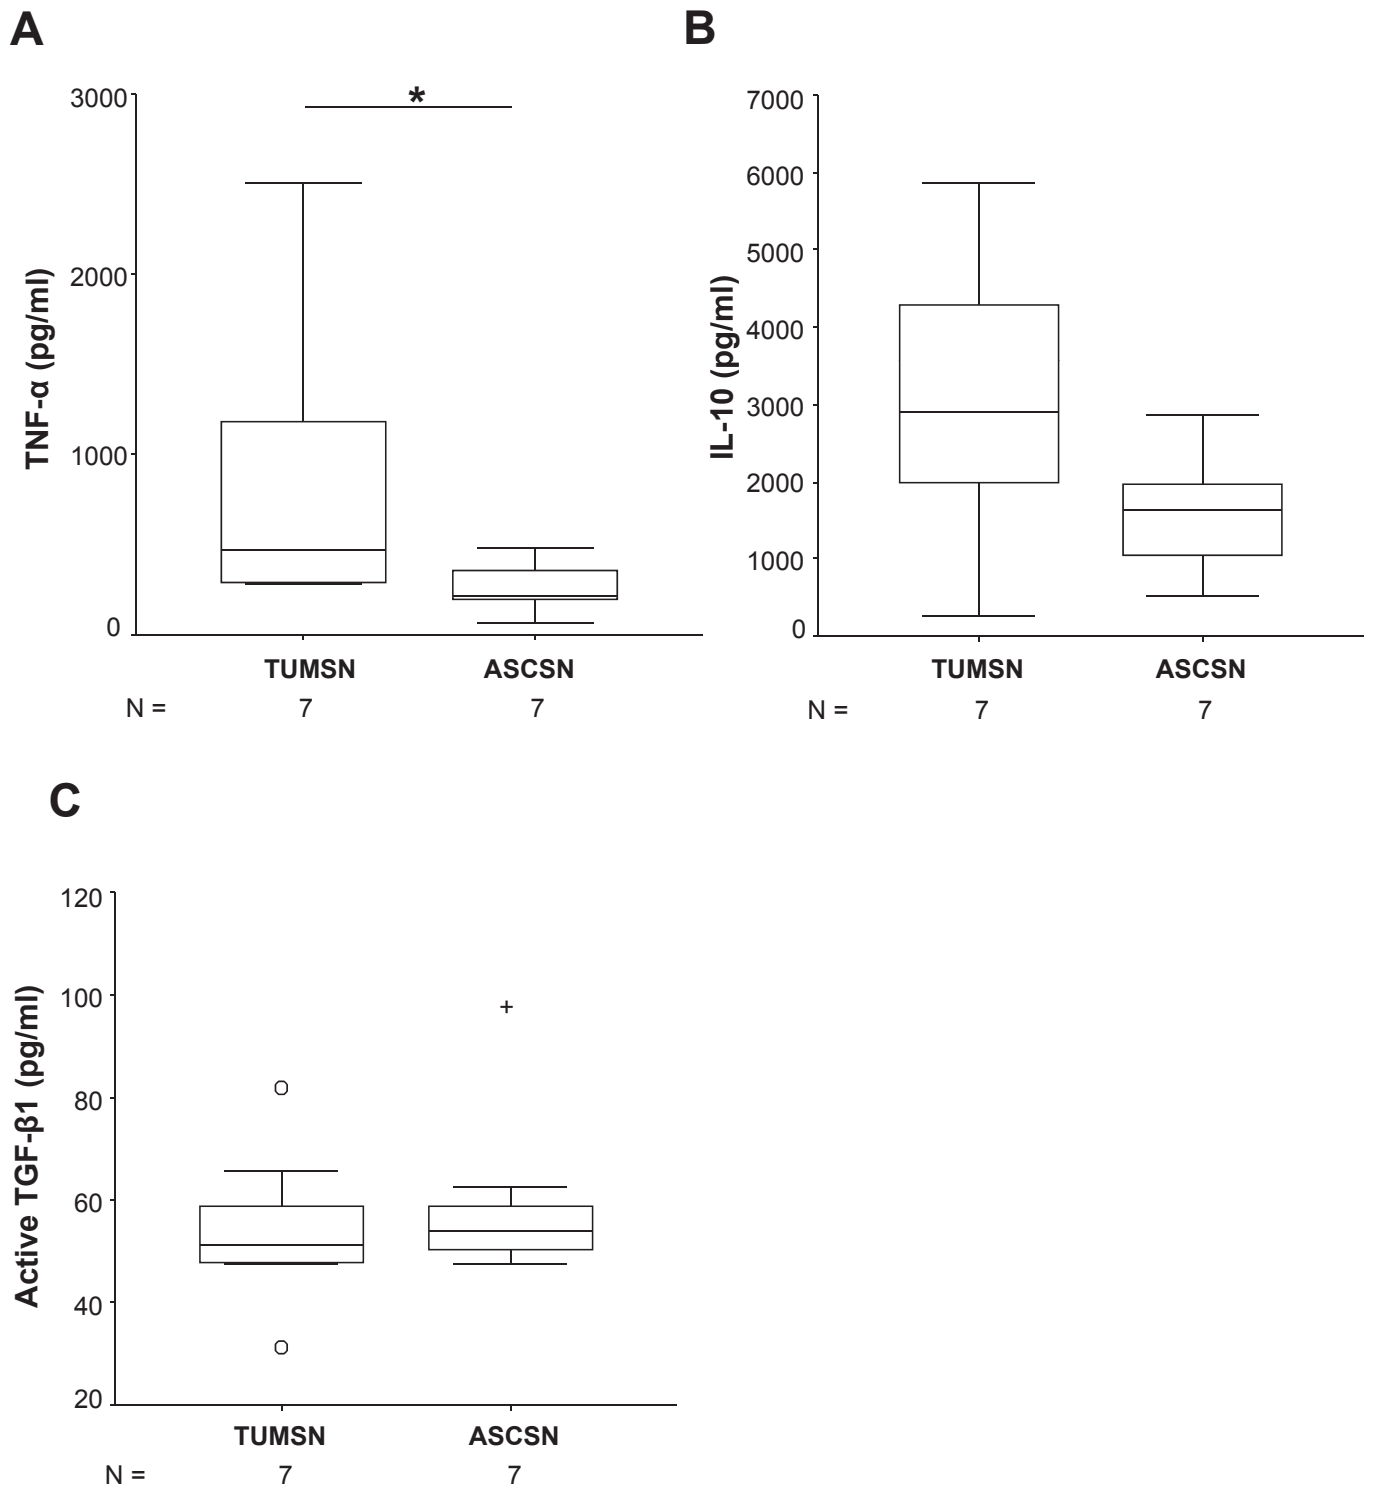 A
TNF-α (pg/ml)
3000
2000
1000
0
*
TUMSN ASCSN
N = 7 7
B
IL-10 (pg/ml)
7000
6000
5000
4000
3000
2000
1000
0
TUMSN ASCSN
N = 7 7
C
Active TGF-β1 (pg/ml)
120
100
80
60
40
20
+
TUMSN ASCSN
N = 7 7